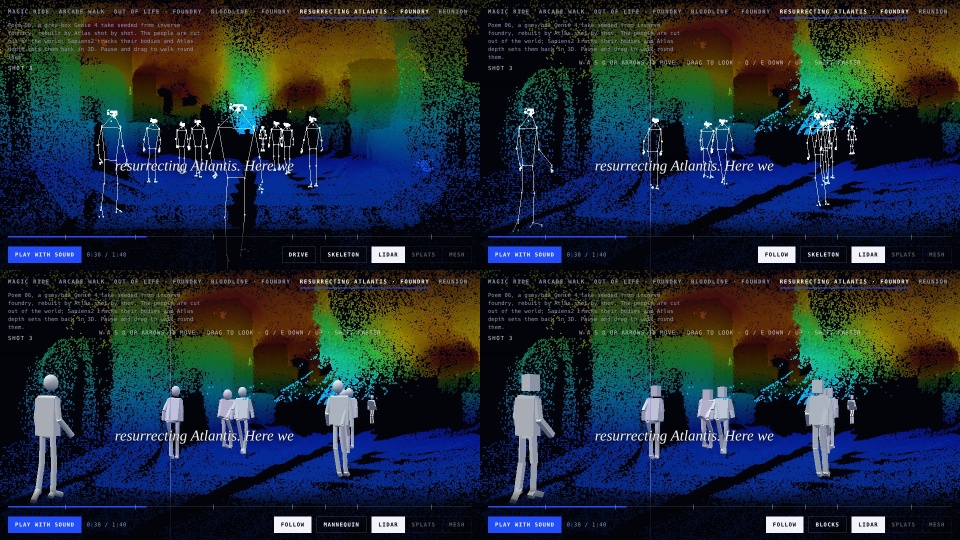 MAGIC RIDE ARCADE WALK OUT OF LIFE · FOUNDRY BLOODLINE · FOUNDRY RESURRECTING ATLANTIS · FOUNDRY REUNION
Poem 06, a grey-box Genie 4 take seeded from inverse
foundry, rebuilt by Atlas shot by shot. The people are cut
out of the world; Sapiens2 tracks their bodies and Atlas
depth sets them back in 3D. Pause and drag to walk round
them.
SHOT 3
resurrecting Atlantis. Here we
PLAY WITH SOUND 0:30 / 1:40 DRIVE SKELETON LIDAR SPLATS MESH
MAGIC RIDE ARCADE WALK OUT OF LIFE · FOUNDRY BLOODLINE · FOUNDRY RESURRECTING ATLANTIS · FOUNDRY REUNION
Poem 06, a grey-box Genie 4 take seeded from inverse
foundry, rebuilt by Atlas shot by shot. The people are cut
out of the world; Sapiens2 tracks their bodies and Atlas
depth sets them back in 3D. Pause and drag to walk round
them.
W A S D OR ARROWS TO MOVE · DRAG TO LOOK · Q / E DOWN / UP · SHIFT FASTER
SHOT 3
resurrecting Atlantis. Here we
PLAY WITH SOUND 0:30 / 1:40 FOLLOW SKELETON LIDAR SPLATS MESH
MAGIC RIDE ARCADE WALK OUT OF LIFE · FOUNDRY BLOODLINE · FOUNDRY RESURRECTING ATLANTIS · FOUNDRY REUNION
Poem 06, a grey-box Genie 4 take seeded from inverse
foundry, rebuilt by Atlas shot by shot. The people are cut
out of the world; Sapiens2 tracks their bodies and Atlas
depth sets them back in 3D. Pause and drag to walk round
them.
W A S D OR ARROWS TO MOVE · DRAG TO LOOK · Q / E DOWN / UP · SHIFT FASTER
SHOT 3
resurrecting Atlantis. Here we
PLAY WITH SOUND 0:30 / 1:40 FOLLOW MANNEQUIN LIDAR SPLATS MESH
MAGIC RIDE ARCADE WALK OUT OF LIFE · FOUNDRY BLOODLINE · FOUNDRY RESURRECTING ATLANTIS · FOUNDRY REUNION
Poem 06, a grey-box Genie 4 take seeded from inverse
foundry, rebuilt by Atlas shot by shot. The people are cut
out of the world; Sapiens2 tracks their bodies and Atlas
depth sets them back in 3D. Pause and drag to walk round
them.
W A S D OR ARROWS TO MOVE · DRAG TO LOOK · Q / E DOWN / UP · SHIFT FASTER
SHOT 3
resurrecting Atlantis. Here we
PLAY WITH SOUND 0:30 / 1:40 FOLLOW BLOCKS LIDAR SPLATS MESH